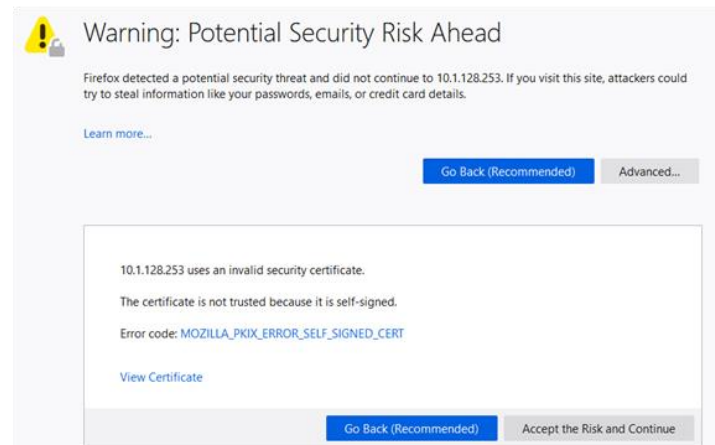 Warning: Potential Security Risk Ahead
Firefox detected a potential security threat and did not continue to 10.1.128.253. If you visit this site, attackers could
try to steal information like your passwords, emails, or credit card details.
Learn more...
Go Back (Recommended) Advanced...
10.1.128.253 uses an invalid security certificate.
The certificate is not trusted because it is self-signed.
Error code: MOZILLA_PKIX_ERROR_SELF_SIGNED_CERT
View Certificate
Go Back (Recommended) Accept the Risk and Continue